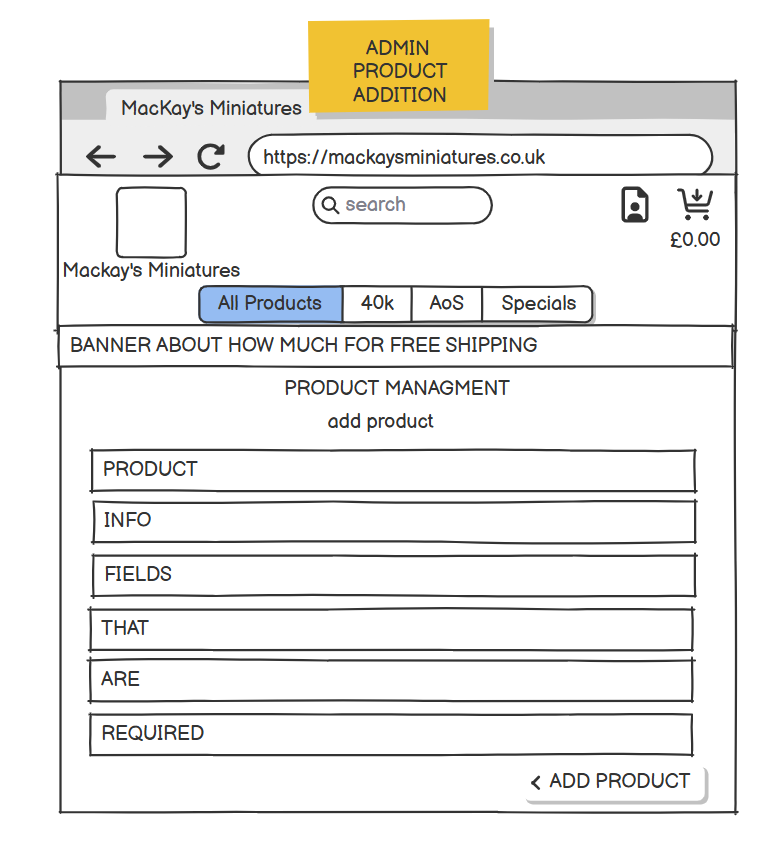 ADMIN
PRODUCT
ADDITION
MacKay's Miniatures
https://mackaysminiatures.co.uk
search
£0.00
Mackay's Miniatures
All Products 40k AoS Specials
BANNER ABOUT HOW MUCH FOR FREE SHIPPING
PRODUCT MANAGMENT
add product
PRODUCT
INFO
FIELDS
THAT
ARE
REQUIRED
ADD PRODUCT